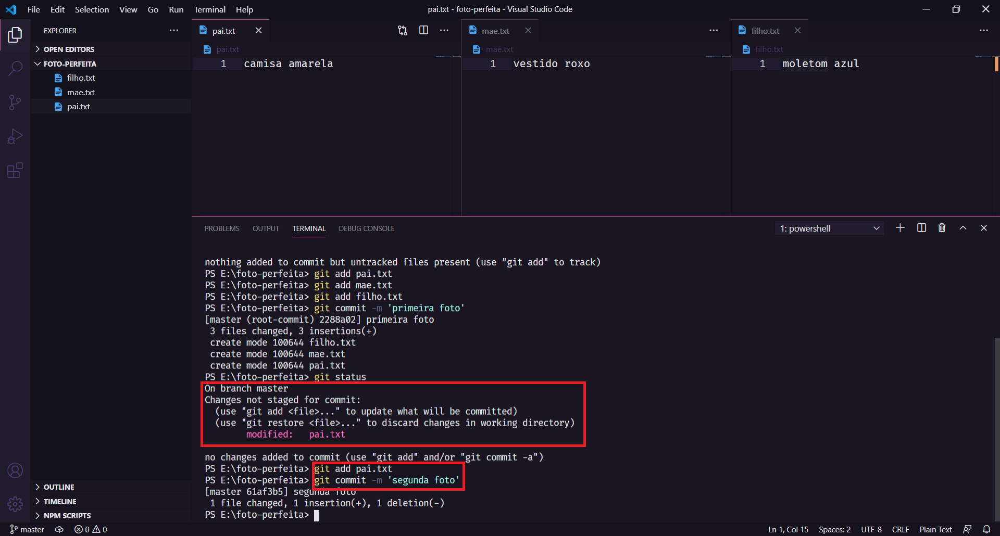 File Edit Selection View Go Run Terminal Help
pai.txt - foto-perfeita - Visual Studio Code
EXPLORER
OPEN EDITORS
FOTO-PERFEITA
filho.txt
mae.txt
pai.txt
pai.txt
pai.txt
1 camisa amarela
mae.txt
mae.txt
1 vestido roxo
filho.txt
filho.txt
1 moletom azul
PROBLEMS OUTPUT TERMINAL DEBUG CONSOLE
1: powershell
nothing added to commit but untracked files present (use "git add" to track)
PS E:\foto-perfeita> git add pai.txt
PS E:\foto-perfeita> git add mae.txt
PS E:\foto-perfeita> git add filho.txt
PS E:\foto-perfeita> git commit -m 'primeira foto'
[master (root-commit) 2288a02] primeira foto
3 files changed, 3 insertions(+)
create mode 100644 filho.txt
create mode 100644 mae.txt
create mode 100644 pai.txt
PS E:\foto-perfeita> git status
On branch master
Changes not staged for commit:
(use "git add <file>..." to update what will be committed)
(use "git restore <file>..." to discard changes in working directory)
modified: pai.txt
no changes added to commit (use "git add" and/or "git commit -a")
PS E:\foto-perfeita> git add pai.txt
PS E:\foto-perfeita> git commit -m 'segunda foto'
[master 61af3b5] segunda foto
1 file changed, 1 insertion(+), 1 deletion(-)
PS E:\foto-perfeita>
OUTLINE
TIMELINE
NPM SCRIPTS
master 0 0
Ln 1, Col 15 Spaces: 2 UTF-8 CRLF Plain Text